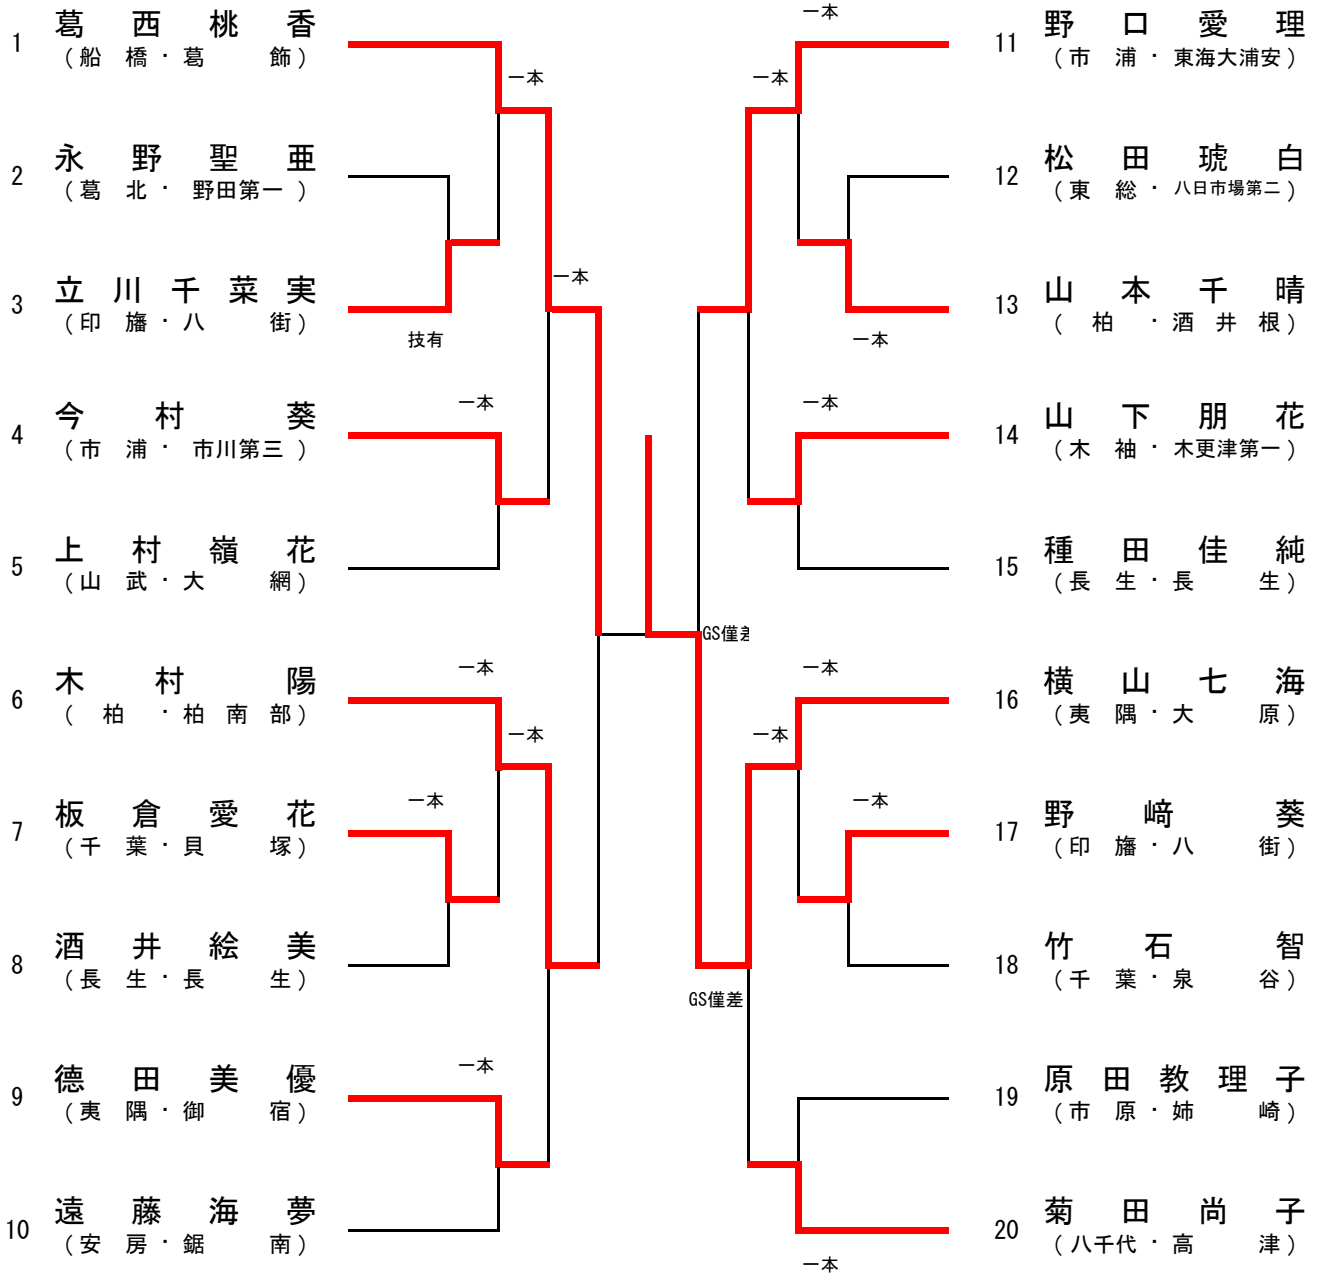 1 葛西桃香
(船橋・葛飾)
2 永野聖亜
(葛北・野田第一)
3 立川千菜実
(印旛・八街)
4 今村葵
(市浦・市川第三)
5 上村嶺花
(山武・大網)
6 木村陽
(柏・柏南部)
7 板倉愛花
(千葉・貝塚)
8 酒井絵美
(長生・長生)
9 德田美優
(夷隅・御宿)
10 遠藤海夢
(安房・鋸南)
一本
一本
技有
一本
一本
一本
一本
一本
GS僅差
一本
一本
一本
一本
一本
一本
一本
GS僅差
一本
11 野口愛理
(市浦・東海大浦安)
12 松田琥白
(東総・八日市場第二)
13 山本千晴
(柏・酒井根)
14 山下朋花
(木袖・木更津第一)
15 種田佳純
(長生・長生)
16 横山七海
(夷隅・大原)
17 野﨑葵
(印旛・八街)
18 竹石智
(千葉・泉谷)
19 原田教理子
(市原・姉崎)
20 菊田尚子
(八千代・高津)